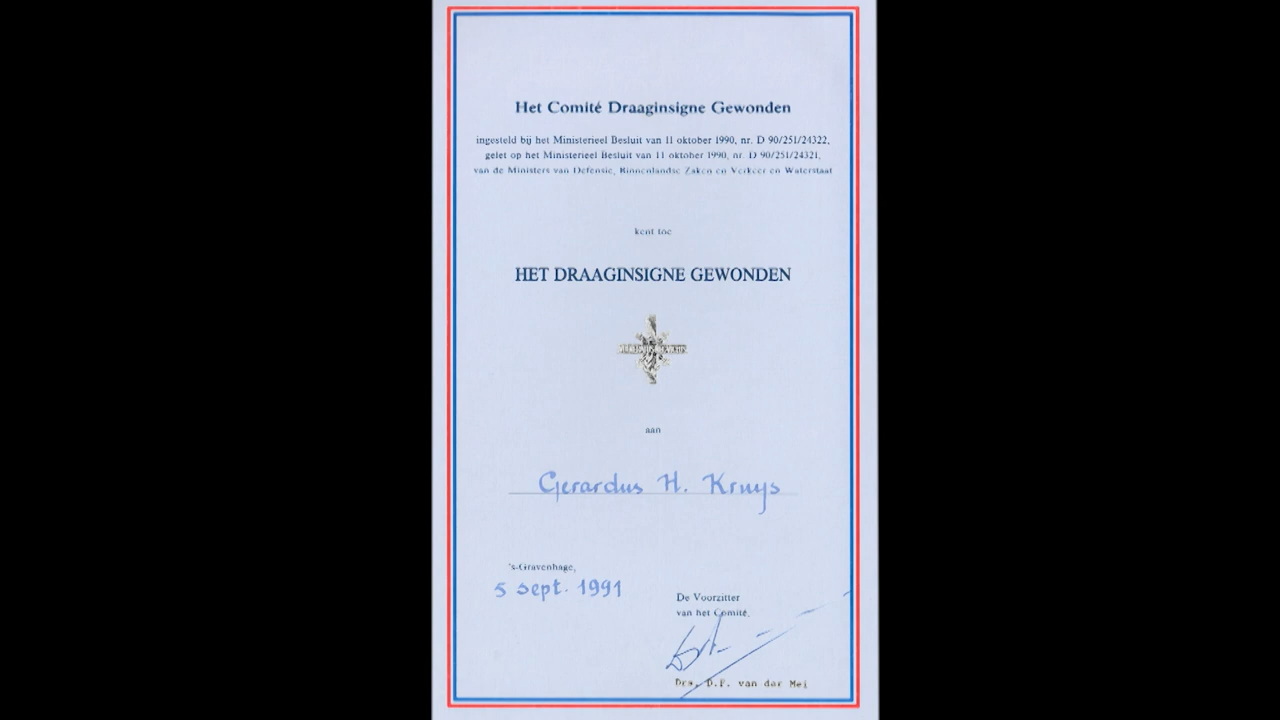 Het Comité Draaginsigne Gewonden
ingesteld bij het Ministerieel Besluit van 11 oktober 1990, nr. D 90/251/24322,
gelet op het Ministerieel Besluit van 11 oktober 1990, nr. D 90/251/24321,
van de Ministers van Defensie, Binnenlandse Zaken en Verkeer en Waterstaat
kent toe
HET DRAAGINSIGNE GEWONDEN
aan
Gerardus H. Kruys
's-Gravenhage,
5 sept. 1991
De Voorzitter
van het Comité,
Drs. D.F. van der Mei